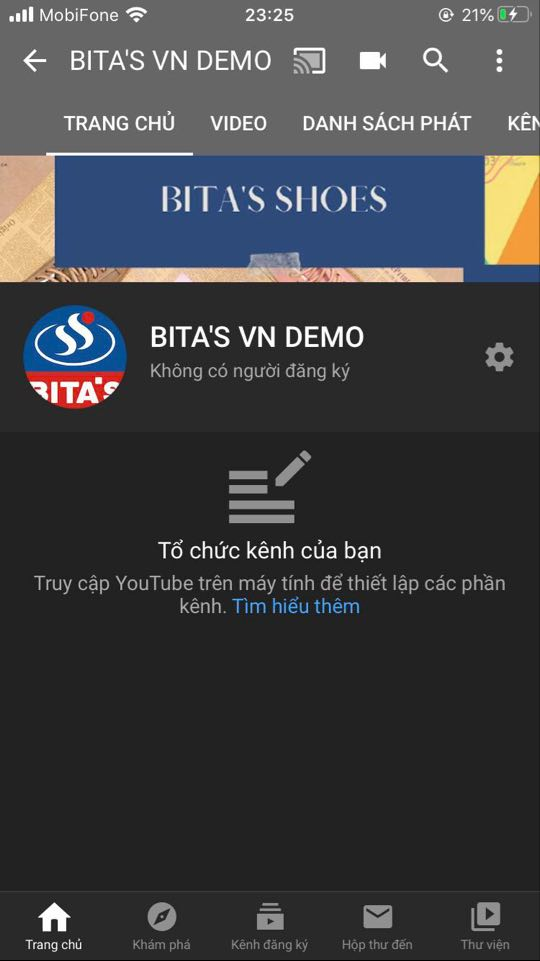 MobiFone
23:25
21%
BITA'S VN DEMO
TRANG CHỦ
VIDEO
DANH SÁCH PHÁT
KÊN
BITA'S SHOES
BITA'S
BITA'S VN DEMO
Không có người đăng ký
Tổ chức kênh của bạn
Truy cập YouTube trên máy tính để thiết lập các phần
kênh. Tìm hiểu thêm
Trang chủ
Khám phá
Kênh đăng ký
Hộp thư đến
Thư viện